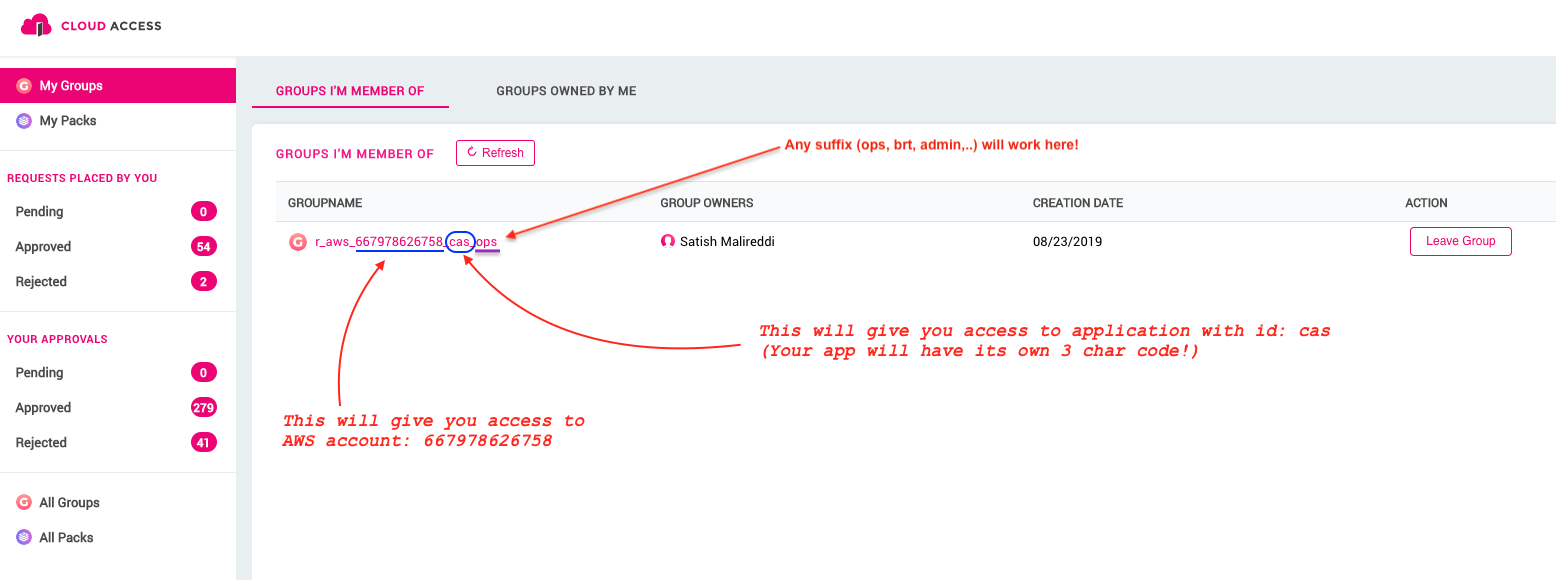 CLOUD ACCESS
My Groups
My Packs
REQUESTS PLACED BY YOU
Pending 0
Approved 54
Rejected 2
YOUR APPROVALS
Pending 0
Approved 279
Rejected 41
All Groups
All Packs
GROUPS I'M MEMBER OF GROUPS OWNED BY ME
GROUPS I'M MEMBER OF Refresh
Any suffix (ops, brt, admin,..) will work here!
GROUPNAME GROUP OWNERS CREATION DATE ACTION
G r_aws_667978626758_cas_ops Satish Malireddi 08/23/2019 Leave Group
This will give you access to application with id: cas
(Your app will have its own 3 char code!)
This will give you access to
AWS account: 667978626758